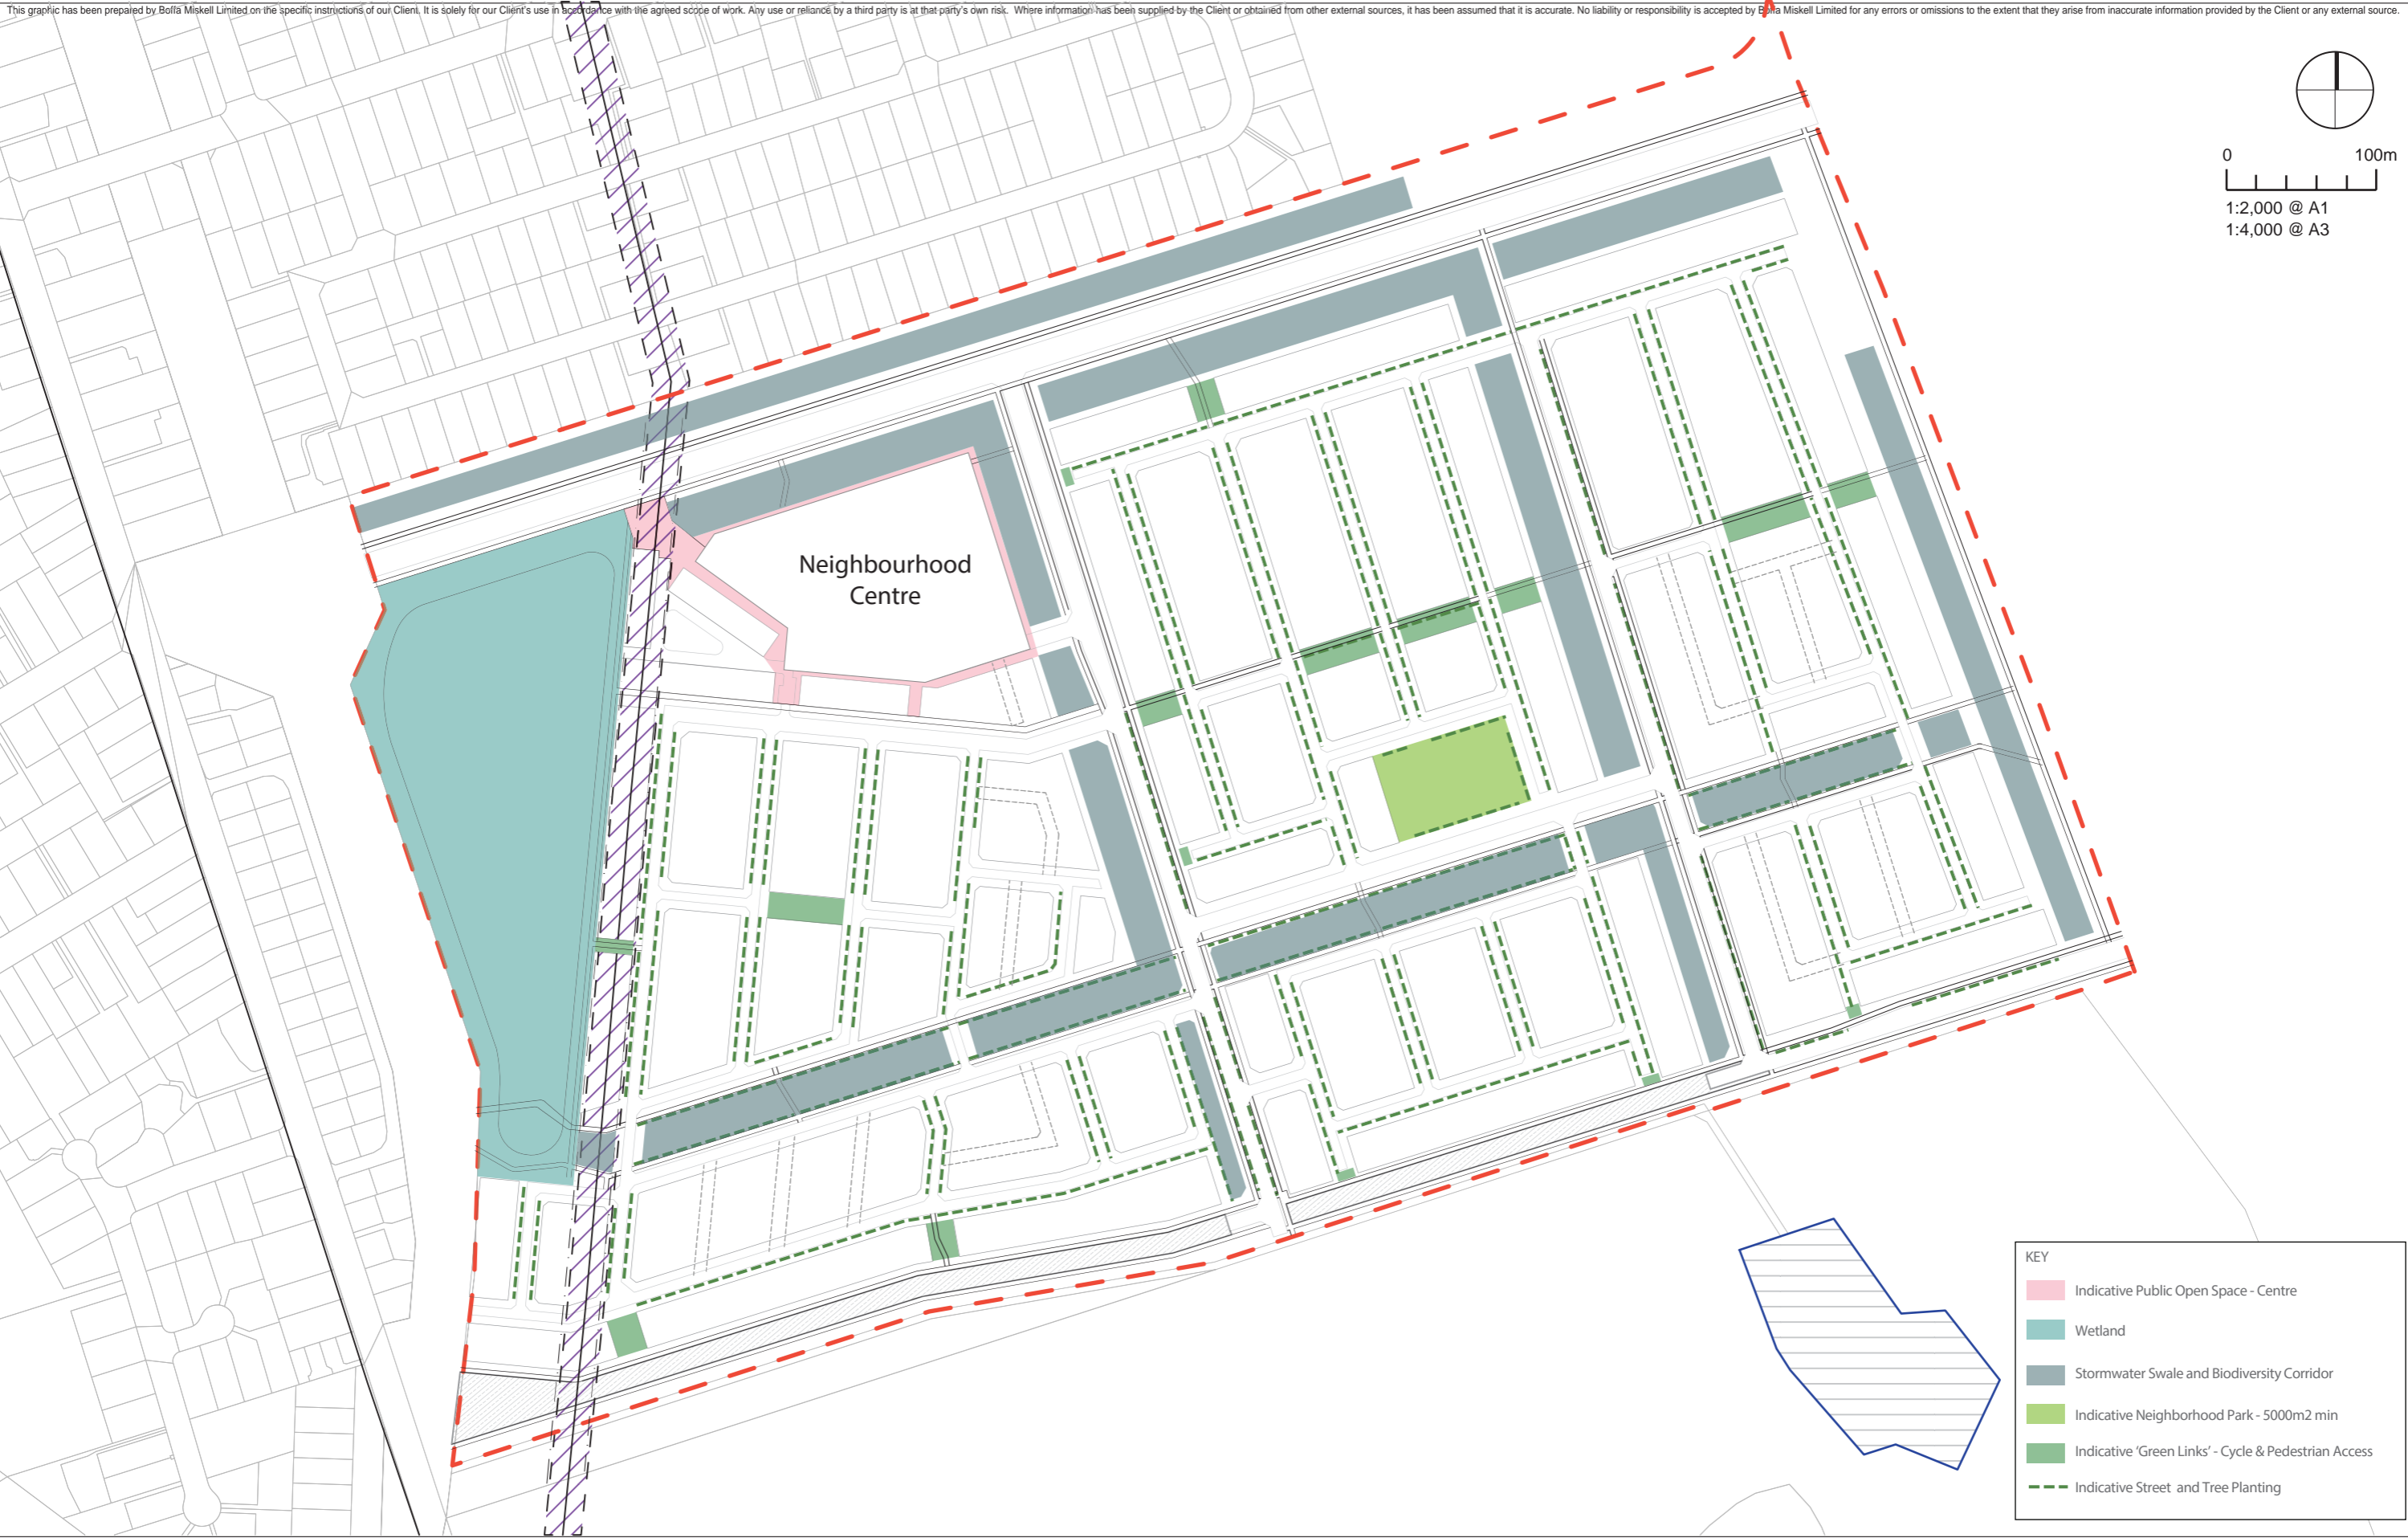 This graphic has been prepared by Boffa Miskell Limited on the specific instructions of our Client. It is solely for our Client's use in accordance with the agreed scope of work. Any use or reliance by a third party is at that party's own risk. Where information has been supplied by the Client or obtained from other external sources, it has been assumed that it is accurate. No liability or responsibility is accepted by Boffa Miskell Limited for any errors or omissions to the extent that they arise from inaccurate information provided by the Client or any external source.
0 100m
1:2,000 @ A1
1:4,000 @ A3
Neighbourhood
Centre
KEY
Indicative Public Open Space - Centre
Wetland
Stormwater Swale and Biodiversity Corridor
Indicative Neighborhood Park - 5000m2 min
Indicative 'Green Links' - Cycle & Pedestrian Access
Indicative Street and Tree Planting